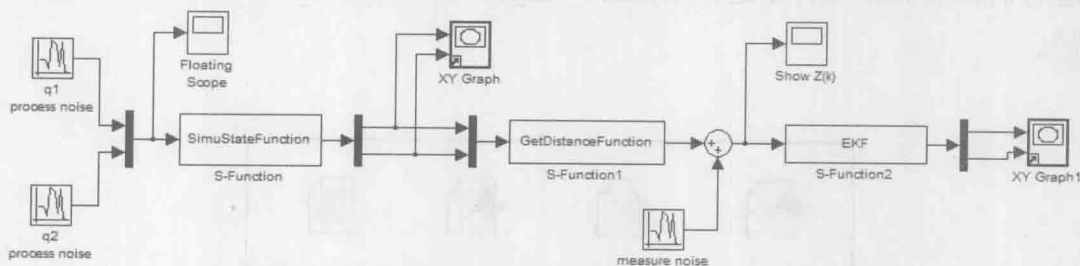 q1
process noise
q2
process noise
Floating
Scope
SimuStateFunction
S-Function
XY Graph
GetDistanceFunction
S-Function1
+
+
measure noise
Show Z(k)
EKF
S-Function2
XY Graph1